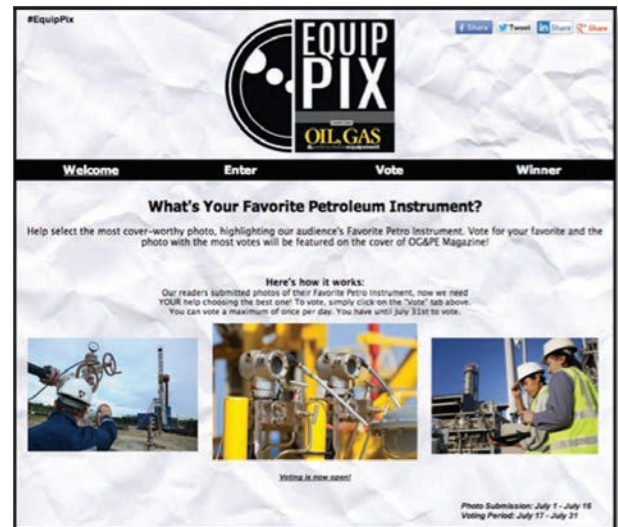 #EquipPix
Share Tweet Share Share
EQUIP
PIX
OIL, GAS
Welcome Enter Vote Winner
What's Your Favorite Petroleum Instrument?
Help select the most cover-worthy photo, highlighting our audience's Favorite Petro Instrument. Vote for your favorite and the
photo with the most votes will be featured on the cover of OG&PE Magazine!
Here's how it works:
Our readers submitted photos of their Favorite Petro Instrument, now we need
YOUR help choosing the best one! To vote, simply click on the "Vote" tab above.
You can vote a maximum of once per day. You have until July 31st to vote.
Voting is now open!
Photo Submission: July 1 - July 16
Voting Period: July 17 - July 31